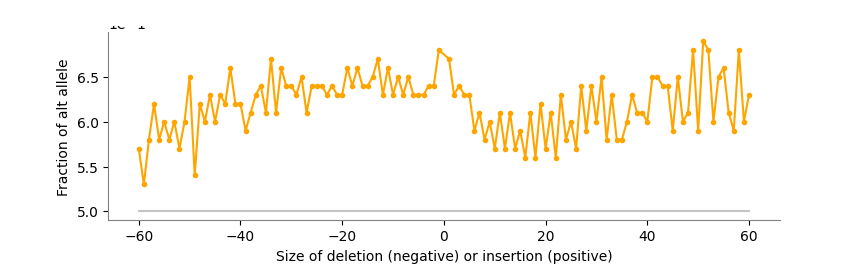 Fraction of alt allele
6.5
6.0
5.5
5.0
−60 −40 −20 0 20 40 60
Size of deletion (negative) or insertion (positive)